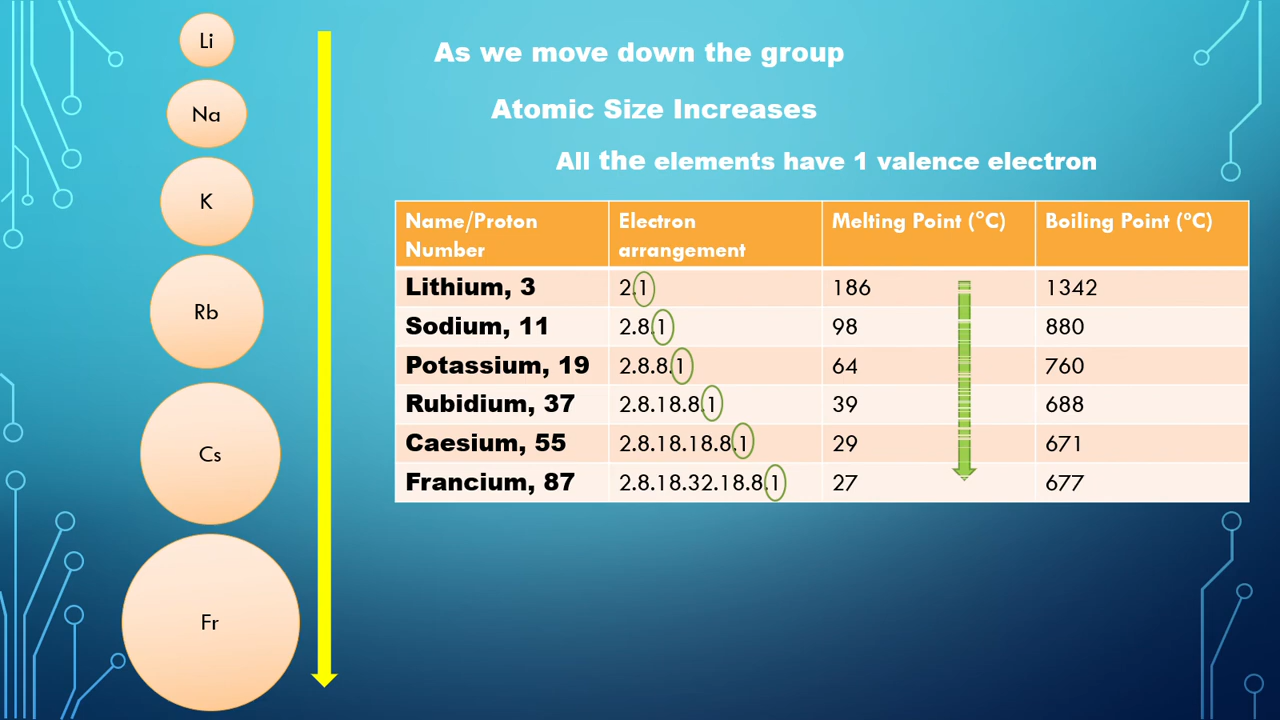 Li
Na
K
Rb
Cs
Fr
As we move down the group
Atomic Size Increases
All the elements have 1 valence electron
Name/Proton Number	Electron arrangement	Melting Point (°C)	Boiling Point (°C)
Lithium, 3	2.1	186	1342
Sodium, 11	2.8.1	98	880
Potassium, 19	2.8.8.1	64	760
Rubidium, 37	2.8.18.8.1	39	688
Caesium, 55	2.8.18.18.8.1	29	671
Francium, 87	2.8.18.32.18.8.1	27	677